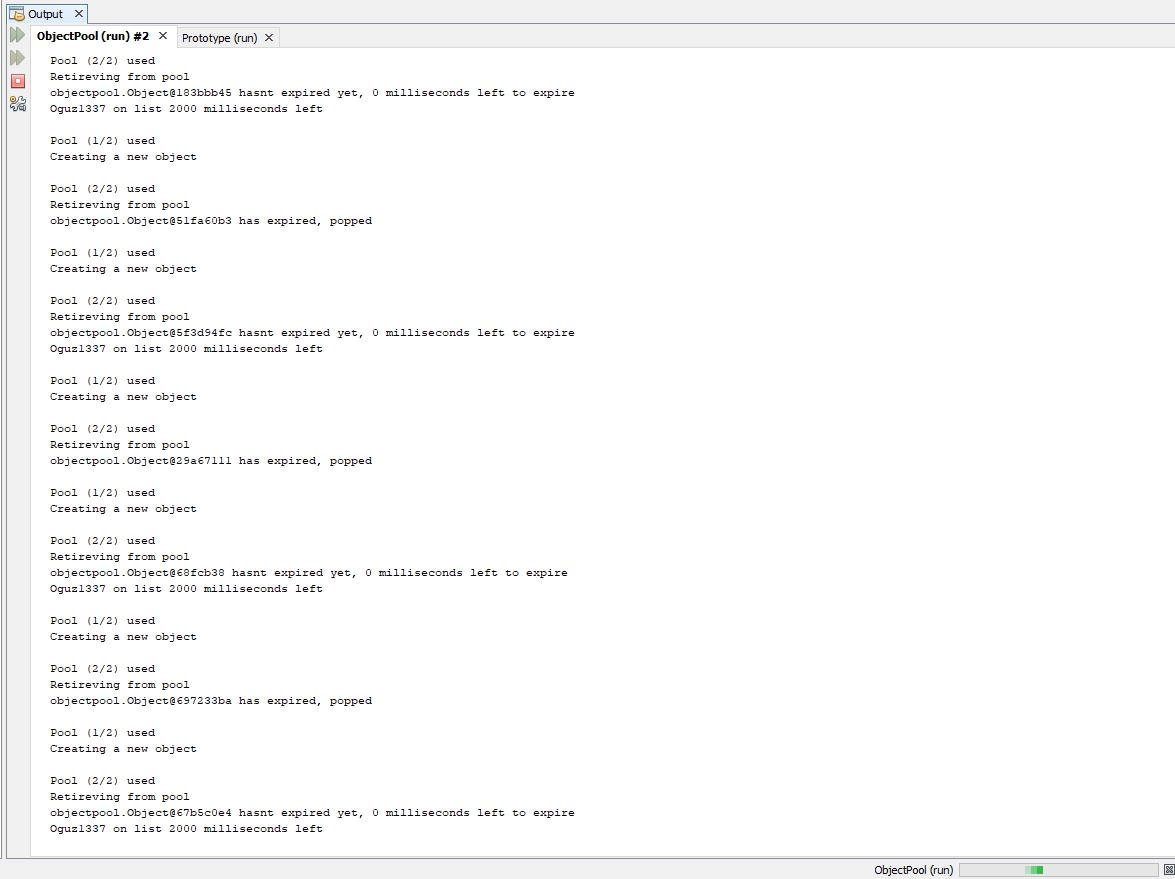 Output
ObjectPool (run) #2
Prototype (run)
Pool (2/2) used
Retireving from pool
objectpool.Object@183bbb45 hasnt expired yet, 0 milliseconds left to expire
Oguz1337 on list 2000 milliseconds left
Pool (1/2) used
Creating a new object
Pool (2/2) used
Retireving from pool
objectpool.Object@51fa60b3 has expired, popped
Pool (1/2) used
Creating a new object
Pool (2/2) used
Retireving from pool
objectpool.Object@5f3d94fc hasnt expired yet, 0 milliseconds left to expire
Oguz1337 on list 2000 milliseconds left
Pool (1/2) used
Creating a new object
Pool (2/2) used
Retireving from pool
objectpool.Object@29a67111 has expired, popped
Pool (1/2) used
Creating a new object
Pool (2/2) used
Retireving from pool
objectpool.Object@68fcb38 hasnt expired yet, 0 milliseconds left to expire
Oguz1337 on list 2000 milliseconds left
Pool (1/2) used
Creating a new object
Pool (2/2) used
Retireving from pool
objectpool.Object@697233ba has expired, popped
Pool (1/2) used
Creating a new object
Pool (2/2) used
Retireving from pool
objectpool.Object@67b5c0e4 hasnt expired yet, 0 milliseconds left to expire
Oguz1337 on list 2000 milliseconds left
ObjectPool (run)